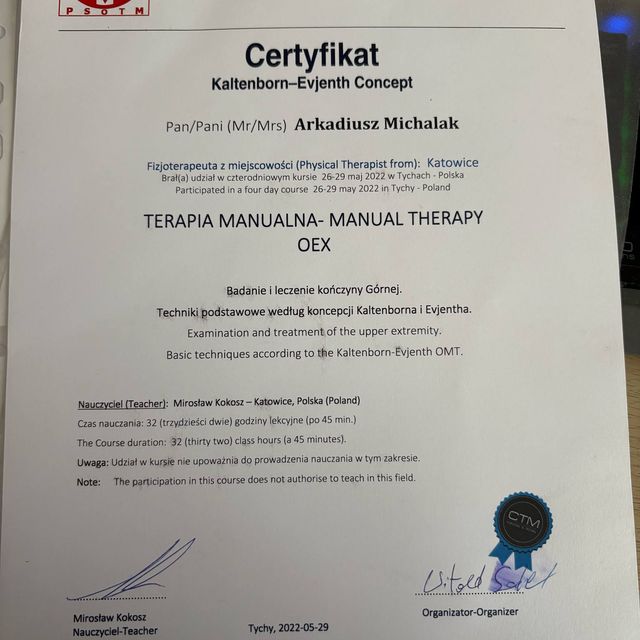 PSOTM
Certyfikat
Kaltenborn–Evjenth Concept
Pan/Pani (Mr/Mrs) Arkadiusz Michalak
Fizjoterapeuta z miejscowości (Physical Therapist from): Katowice
Brał(a) udział w czterodniowym kursie 26-29 maj 2022 w Tychach - Polska
Participated in a four day course 26-29 may 2022 in Tychy - Poland
TERAPIA MANUALNA- MANUAL THERAPY
OEX
Badanie i leczenie kończyny Górnej.
Techniki podstawowe według koncepcji Kaltenborna i Evjentha.
Examination and treatment of the upper extremity.
Basic techniques according to the Kaltenborn-Evjenth OMT.
Nauczyciel (Teacher): Mirosław Kokosz – Katowice, Polska (Poland)
Czas nauczania: 32 (trzydzieści dwie) godziny lekcyjne (po 45 min.)
The Course duration: 32 (thirty two) class hours (a 45 minutes).
Uwaga: Udział w kursie nie upoważnia do prowadzenia nauczania w tym zakresie.
Note: The participation in this course does not authorise to teach in this field.
CTM
Witold
Mirosław Kokosz
Nauczyciel-Teacher
Tychy, 2022-05-29
Organizator-Organizer